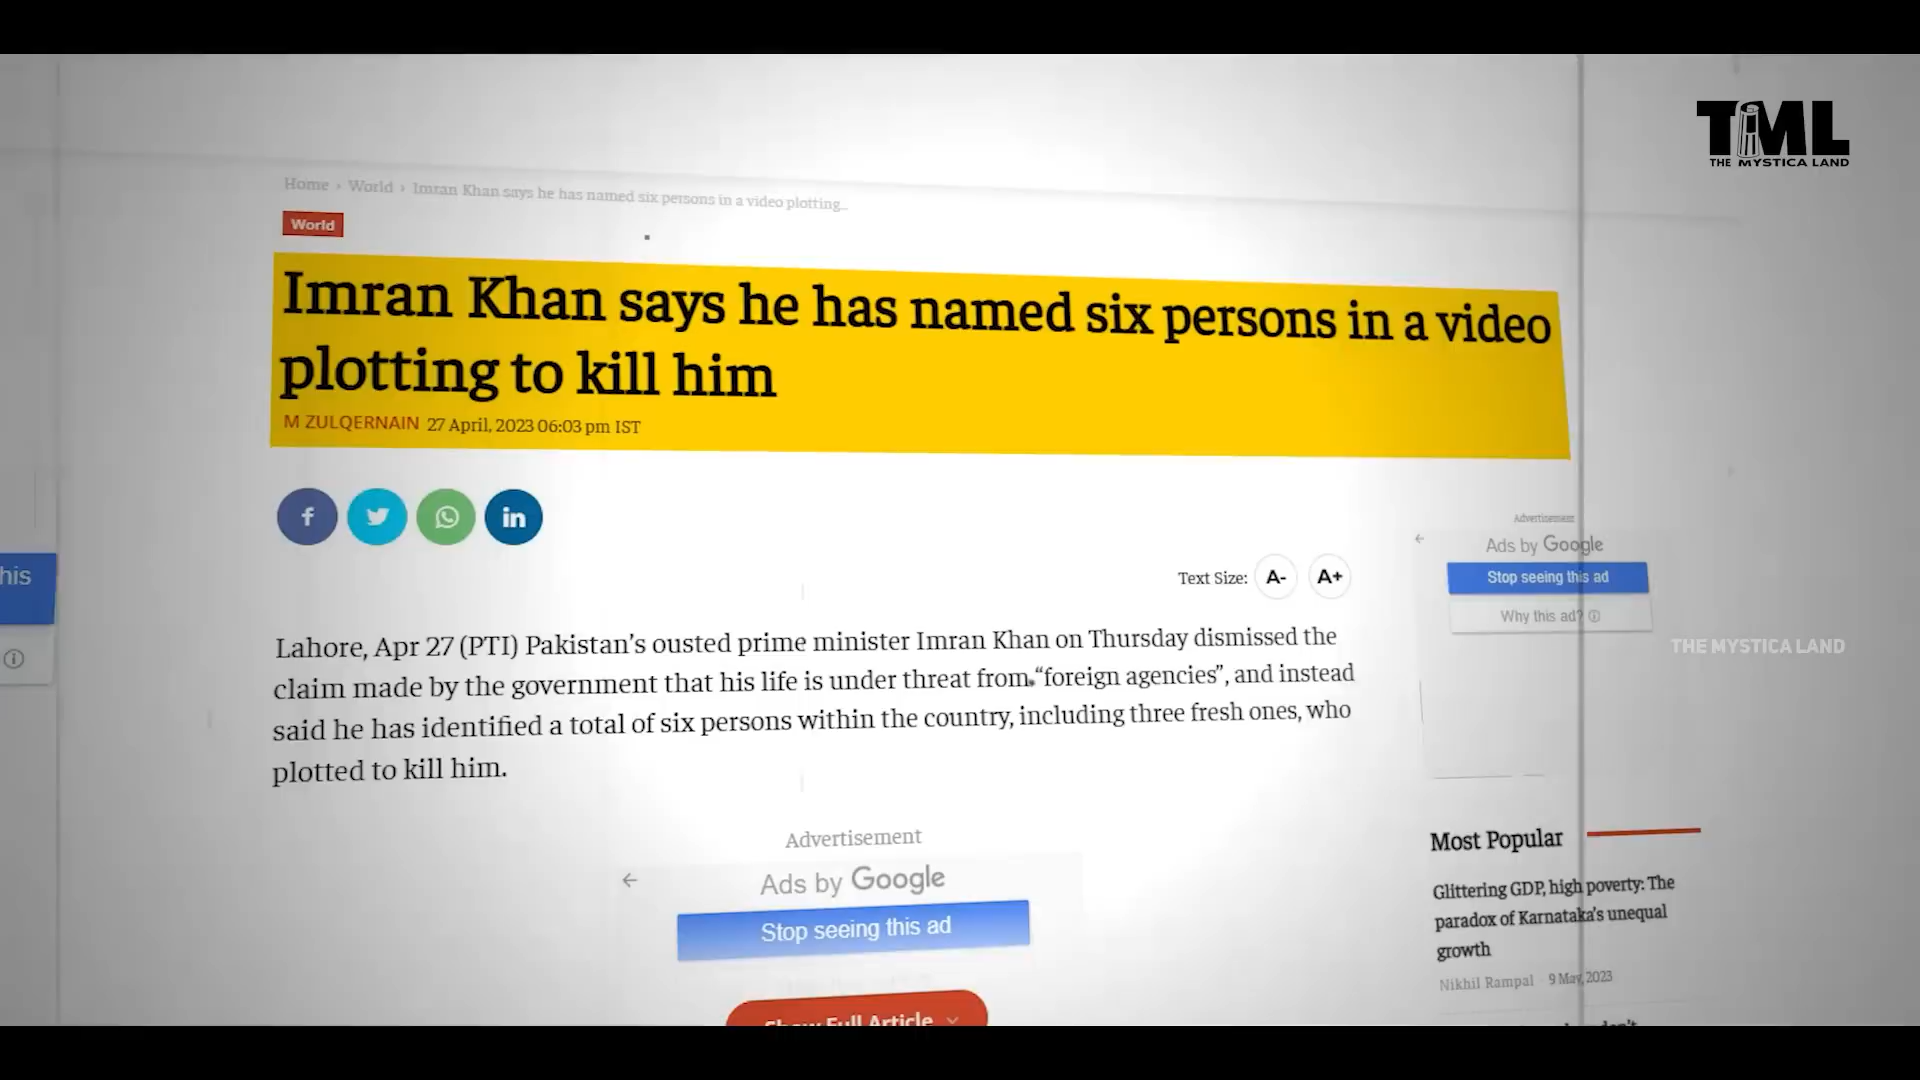 TML
THE MYSTICA LAND
Home › World › Imran Khan says he has named six persons in a video plotting...
World
Imran Khan says he has named six persons in a video
plotting to kill him
M ZULQERNAIN 27 April, 2023 06:03 pm IST
Text Size: A- A+
Lahore, Apr 27 (PTI) Pakistan's ousted prime minister Imran Khan on Thursday dismissed the
claim made by the government that his life is under threat from “foreign agencies”, and instead
said he has identified a total of six persons within the country, including three fresh ones, who
plotted to kill him.
Advertisement
Ads by Google
Stop seeing this ad
Show Full Article
his
Advertisement
Ads by Google
Stop seeing this ad
Why this ad?
THE MYSTICA LAND
Most Popular
Glittering GDP, high poverty: The
paradox of Karnataka's unequal
growth
Nikhil Rampal 9 May, 2023